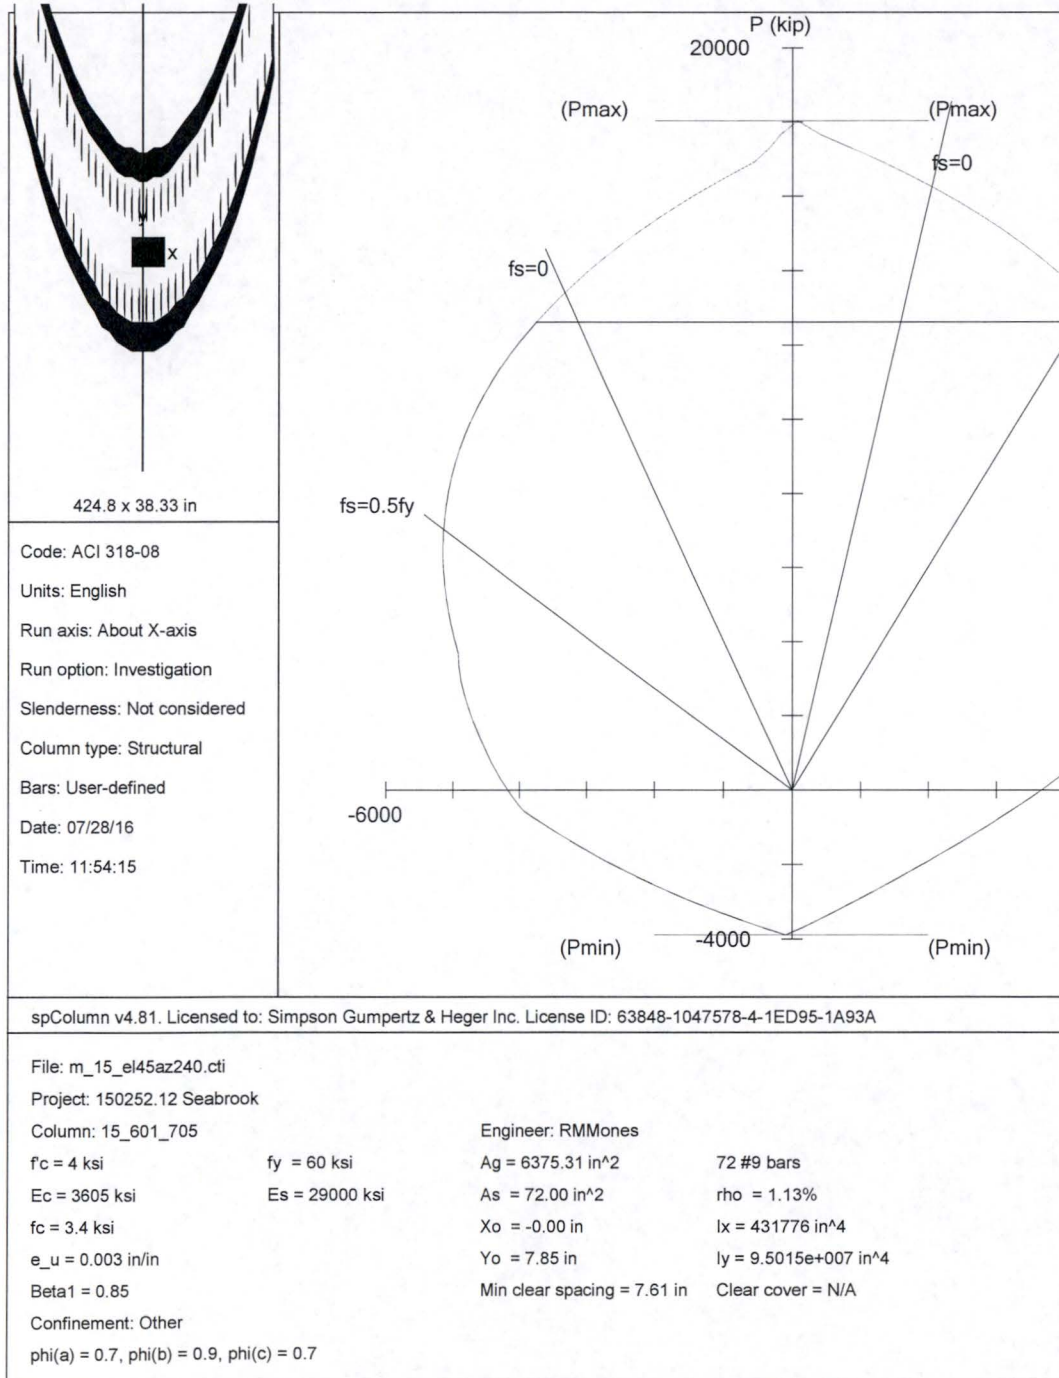 P (kip)
20000
(Pmax)
(Pmax)
fs=0
fs=0
fs=0.5fy
-6000
-4000
(Pmin)
(Pmin)
y
x
424.8 x 38.33 in
Code: ACI 318-08
Units: English
Run axis: About X-axis
Run option: Investigation
Slenderness: Not considered
Column type: Structural
Bars: User-defined
Date: 07/28/16
Time: 11:54:15
spColumn v4.81. Licensed to: Simpson Gumpertz & Heger Inc. License ID: 63848-1047578-4-1ED95-1A93A
File: m_15_el45az240.cti
Project: 150252.12 Seabrook
Column: 15_601_705 Engineer: RMMones
f'c = 4 ksi fy = 60 ksi Ag = 6375.31 in^2 72 #9 bars
Ec = 3605 ksi Es = 29000 ksi As = 72.00 in^2 rho = 1.13%
fc = 3.4 ksi Xo = -0.00 in Ix = 431776 in^4
e_u = 0.003 in/in Yo = 7.85 in Iy = 9.5015e+007 in^4
Beta1 = 0.85 Min clear spacing = 7.61 in Clear cover = N/A
Confinement: Other
phi(a) = 0.7, phi(b) = 0.9, phi(c) = 0.7